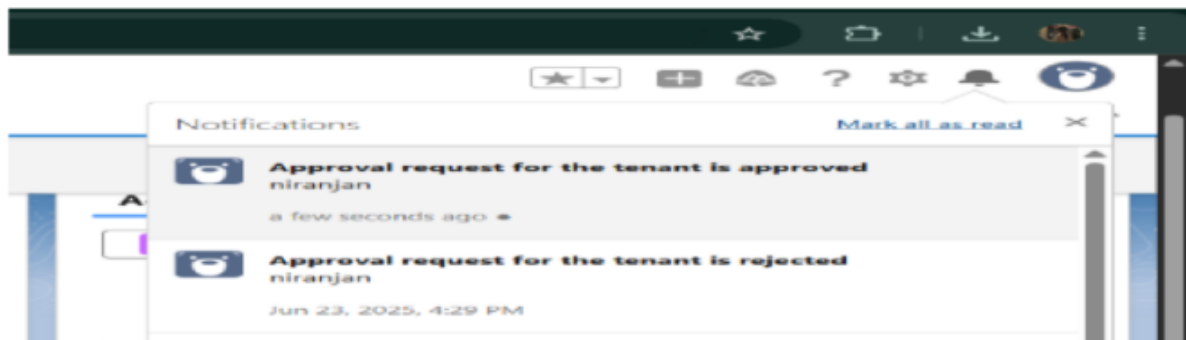 Notifications
Mark all as read
Approval request for the tenant is approved
niranjan
a few seconds ago
Approval request for the tenant is rejected
niranjan
Jun 23, 2025, 4:29 PM